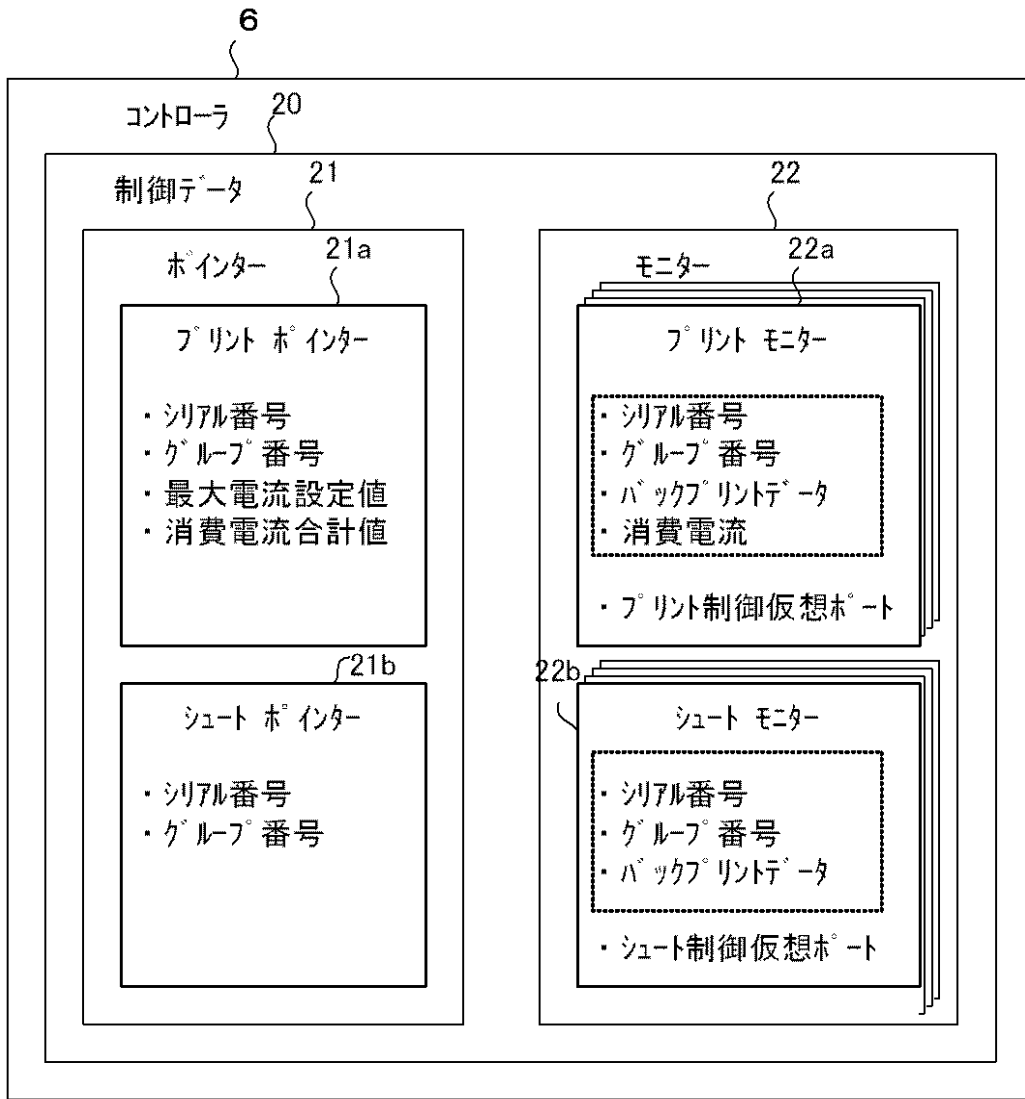 6
コントローラ
20
制御データ
21
22
ポインター
21a
モニター
22a
プリント ポインター
・シリアル番号
・グループ番号
・最大電流設定値
・消費電流合計値
プリント モニター
・シリアル番号
・グループ番号
・バックプリントデータ
・消費電流
・プリント制御仮想ポート
21b
シュート ポインター
・シリアル番号
・グループ番号
22b
シュート モニター
・シリアル番号
・グループ番号
・バックプリントデータ
・シュート制御仮想ポート